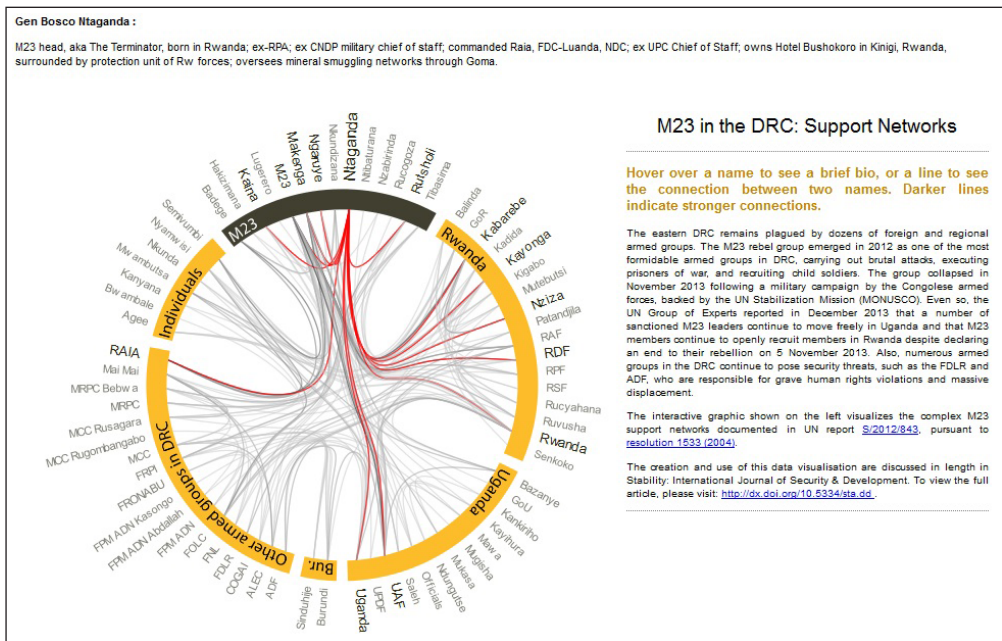 Gen Bosco Ntaganda :
M23 head, aka The Terminator, born in Rwanda; ex-RPA; ex CNDP military chief of staff; commanded Raia, FDC-Luanda, NDC; ex UPC Chief of Staff; owns Hotel Bushokoro in Kinigi, Rwanda,
surrounded by protection unit of Rw forces; oversees mineral smuggling networks through Goma.
M23
Badege
Hakizimana
Kaina
Lugerero
M23
Makenga
Ngaruye
Nkundizana
Ntaganda
Ntibaturana
Nzabirinda
Rucogoza
Rutsholi
Tibasima
Rwanda
Balinda
GoR
Kabarebe
Kadida
Kayonga
Kigabo
Mutebutsi
Nziza
Patandjila
RAF
RDF
RPF
RSF
Rucyahana
Ruvusha
Rwanda
Senkoko
Uganda
Bazanye
GoU
Kankiriho
Kayihura
Mawa
Mugisha
Mukasa
Ndungutse
Officials
Saleh
UAF
UPDF
Uganda
Bur.
Burundi
Sinduhije
Other armed groups in DRC
ADF
ALEC
COGAI
FDLR
FNL
FOLC
FPM ADN
FPM ADN Abdallah
FPM ADN Kasongo
FRONABU
FRPI
MCC
MCC Rugombangabo
MCC Rusagara
MRPC
MRPC Bebwa
Mai Mai
RAIA
Individuals
Agee
Bwambale
Kanyana
Mwambutsa
Nkunda
Nyamwisi
Semivumbi
M23 in the DRC: Support Networks
Hover over a name to see a brief bio, or a line to see
the connection between two names. Darker lines
indicate stronger connections.
The eastern DRC remains plagued by dozens of foreign and regional
armed groups. The M23 rebel group emerged in 2012 as one of the most
formidable armed groups in DRC, carrying out brutal attacks, executing
prisoners of war, and recruiting child soldiers. The group collapsed in
November 2013 following a military campaign by the Congolese armed
forces, backed by the UN Stabilization Mission (MONUSCO). Even so, the
UN Group of Experts reported in December 2013 that a number of
sanctioned M23 leaders continue to move freely in Uganda and that M23
members continue to openly recruit members in Rwanda despite declaring
an end to their rebellion on 5 November 2013. Also, numerous armed
groups in the DRC continue to pose security threats, such as the FDLR and
ADF, who are responsible for grave human rights violations and massive
displacement.
The interactive graphic shown on the left visualizes the complex M23
support networks documented in UN report S/2012/843, pursuant to
resolution 1533 (2004).
The creation and use of this data visualisation are discussed in length in
Stability: International Journal of Security & Development. To view the full
article, please visit: http://dx.doi.org/10.5334/sta.dd .